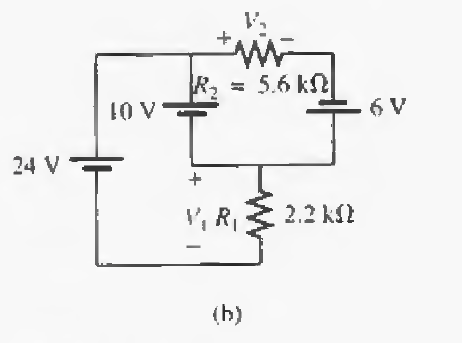 V₂
+ −
R₂ = 5.6 kΩ
10 V
6 V
24 V
+
V₁ R₁ 2.2 kΩ
−
(b)